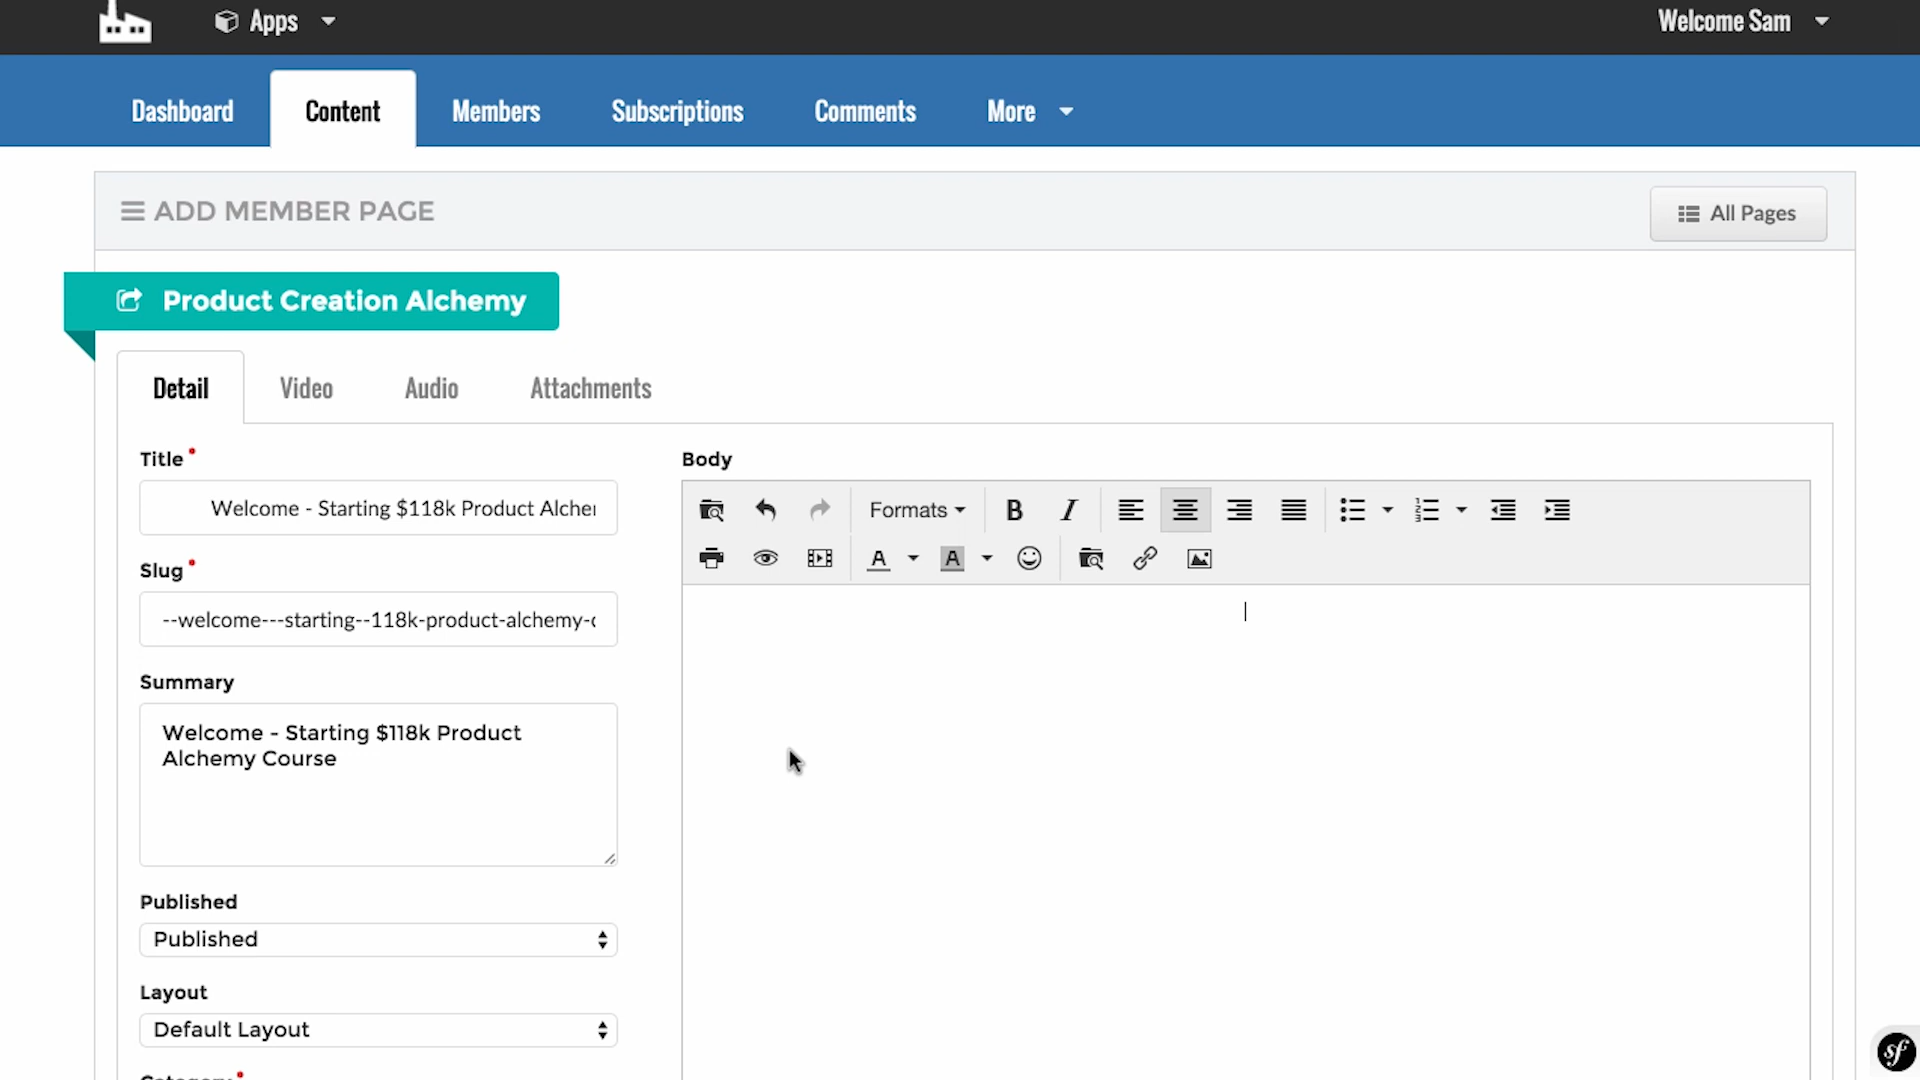 Apps
Welcome Sam
Dashboard
Content
Members
Subscriptions
Comments
More
ADD MEMBER PAGE
All Pages
Product Creation Alchemy
Detail
Video
Audio
Attachments
Title
Body
Welcome - Starting $118k Product Alche
Formats
B
I
A
A
Slug
--welcome---starting--118k-product-alchemy-
Summary
Welcome - Starting $118k Product
Alchemy Course
Published
Published
Layout
Default Layout
Category
sf